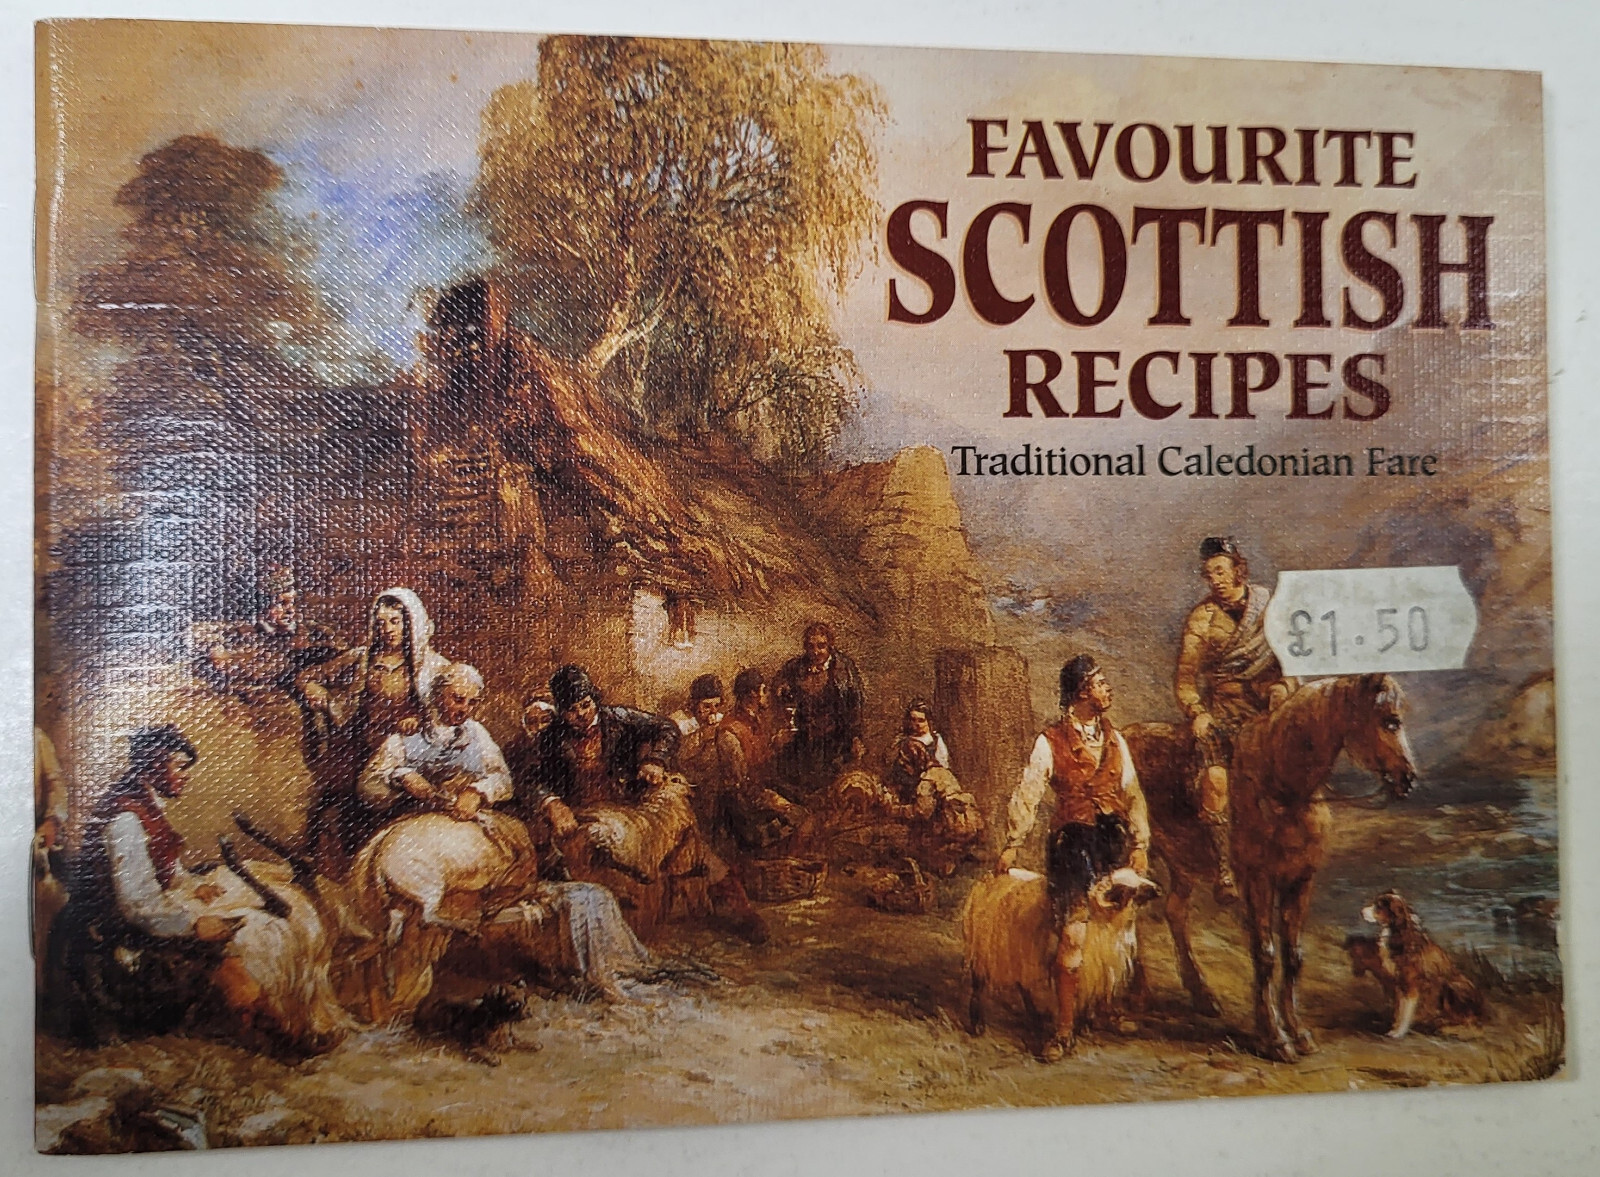 FAVOURITE
SCOTTISH
RECIPES
Traditional Caledonian Fare
£1.50